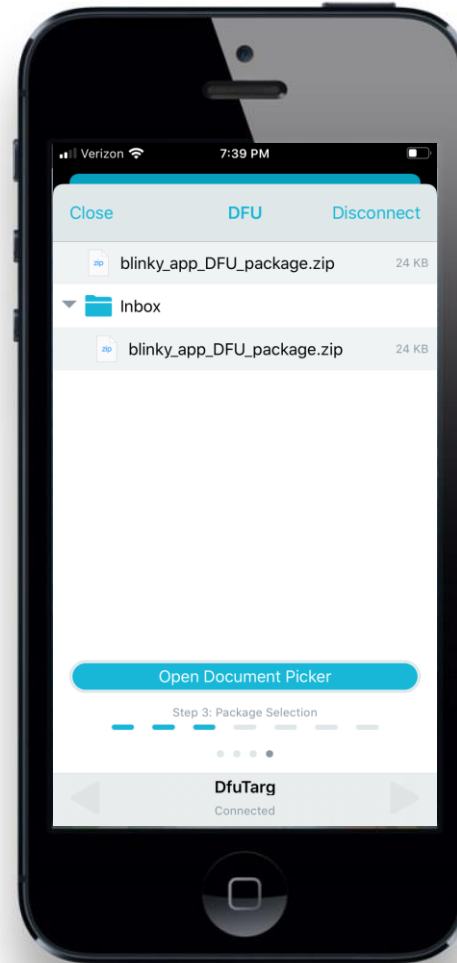 Verizon 7:39 PM
Close DFU Disconnect
zip blinky_app_DFU_package.zip 24 KB
Inbox
zip blinky_app_DFU_package.zip 24 KB
Open Document Picker
Step 3: Package Selection
DfuTarg
Connected